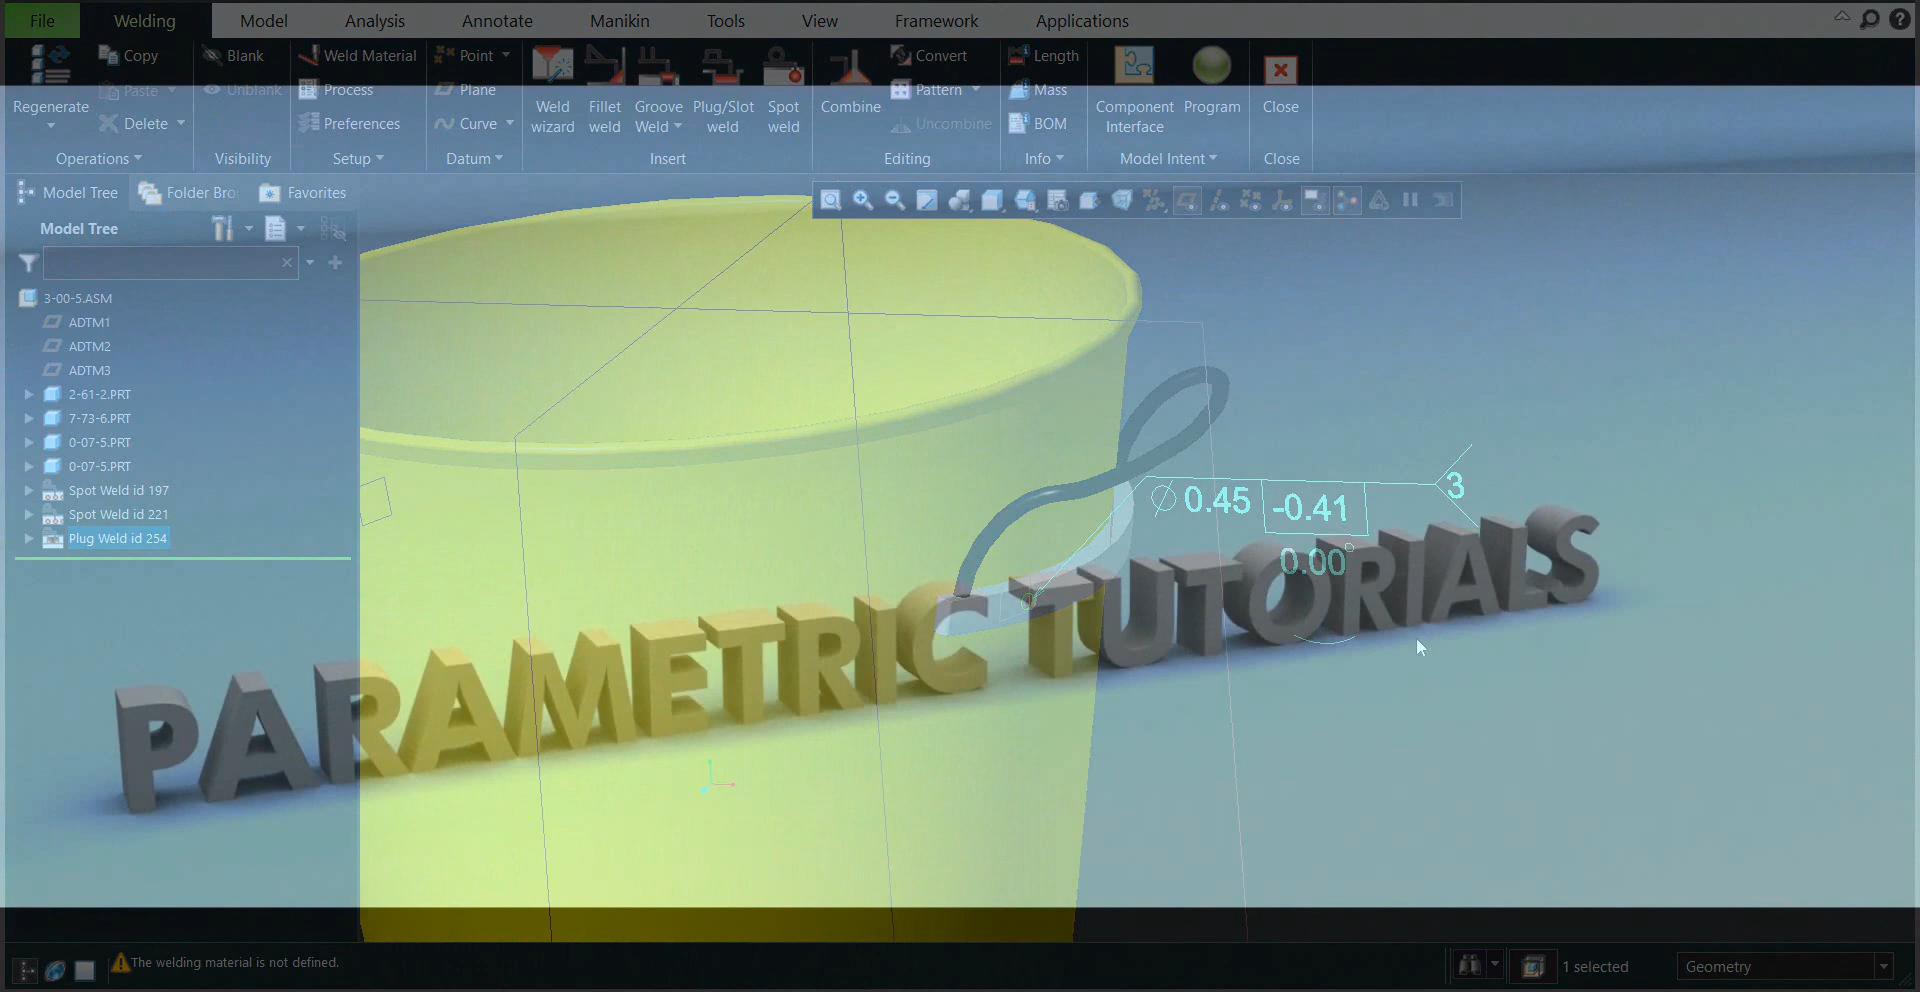 File Welding Model Analysis Annotate Manikin Tools View Framework Applications
Copy Blank Weld Material Point Convert Length
Paste Unblank Process Plane Pattern Mass
Regenerate Weld wizard Fillet weld Groove Weld Plug/Slot weld Spot weld Combine Component Interface Program Close
Delete Preferences Curve Uncombine BOM
Operations Visibility Setup Datum Insert Editing Info Model Intent Close
Model Tree Folder Bro Favorites
Model Tree
3-00-5.ASM
ADTM1
ADTM2
ADTM3
2-61-2.PRT
7-73-6.PRT
0-07-5.PRT
0-07-5.PRT
Spot Weld id 197
Spot Weld id 221
Plug Weld id 254
∅ 0.45 -0.41 3
0.00°
PARAMETRIC TUTORIALS
The welding material is not defined.
1 selected
Geometry